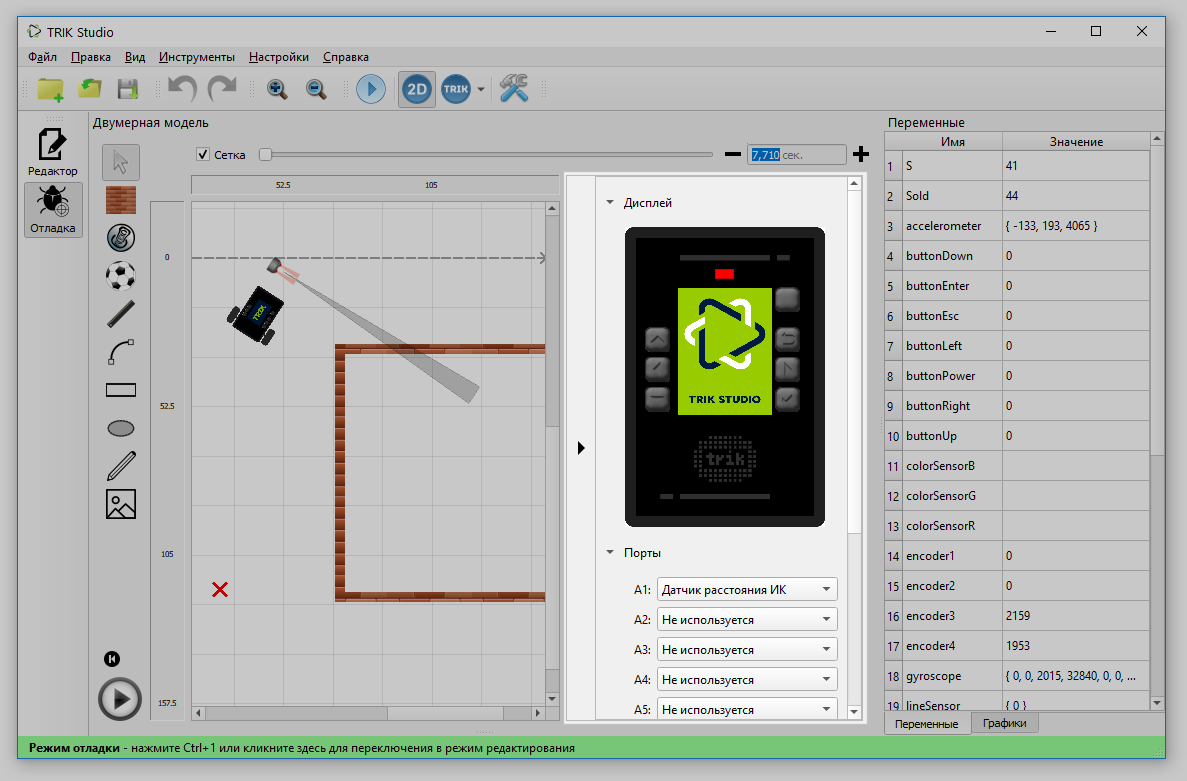 TRIK Studio
Файл Правка Вид Инструменты Настройки Справка
2D TRIK
Редактор
Отладка
Двумерная модель
Сетка
7,710 сек.
52.5 105
0
52.5
105
157.5
TRIK
Дисплей
TRIK STUDIO
trik
Порты
A1: Датчик расстояния ИК
A2: Не используется
A3: Не используется
A4: Не используется
A5: Не используется
Переменные
Имя Значение
1 S 41
2 Sold 44
3 accelerometer { -133, 193, 4065 }
4 buttonDown 0
5 buttonEnter 0
6 buttonEsc 0
7 buttonLeft 0
8 buttonPower 0
9 buttonRight 0
10 buttonUp 0
11 colorSensorB
12 colorSensorG
13 colorSensorR
14 encoder1 0
15 encoder2 0
16 encoder3 2159
17 encoder4 1953
18 gyroscope { 0, 0, 2015, 32840, 0, 0, ...
19 lineSensor { 0 }
Переменные Графики
Режим отладки - нажмите Ctrl+1 или кликните здесь для переключения в режим редактирования